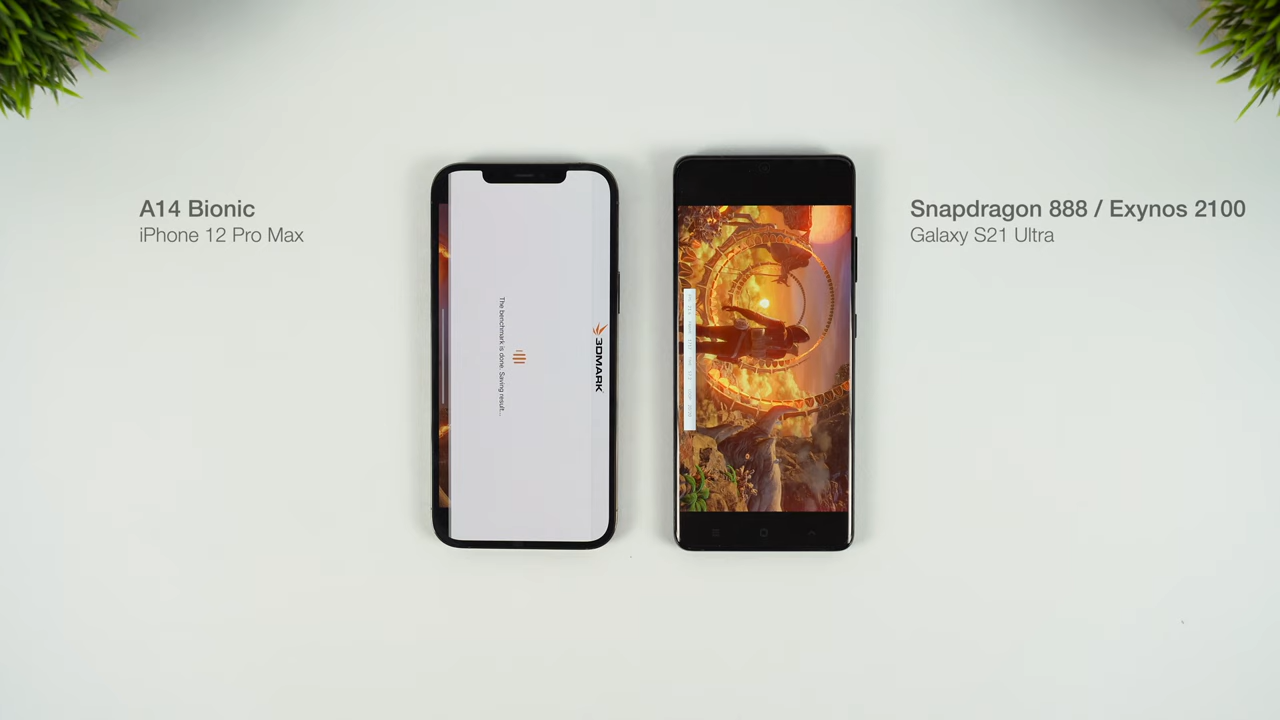 A14 Bionic
iPhone 12 Pro Max
Snapdragon 888 / Exynos 2100
Galaxy S21 Ultra
3DMARK
The benchmark is done. Saving result...